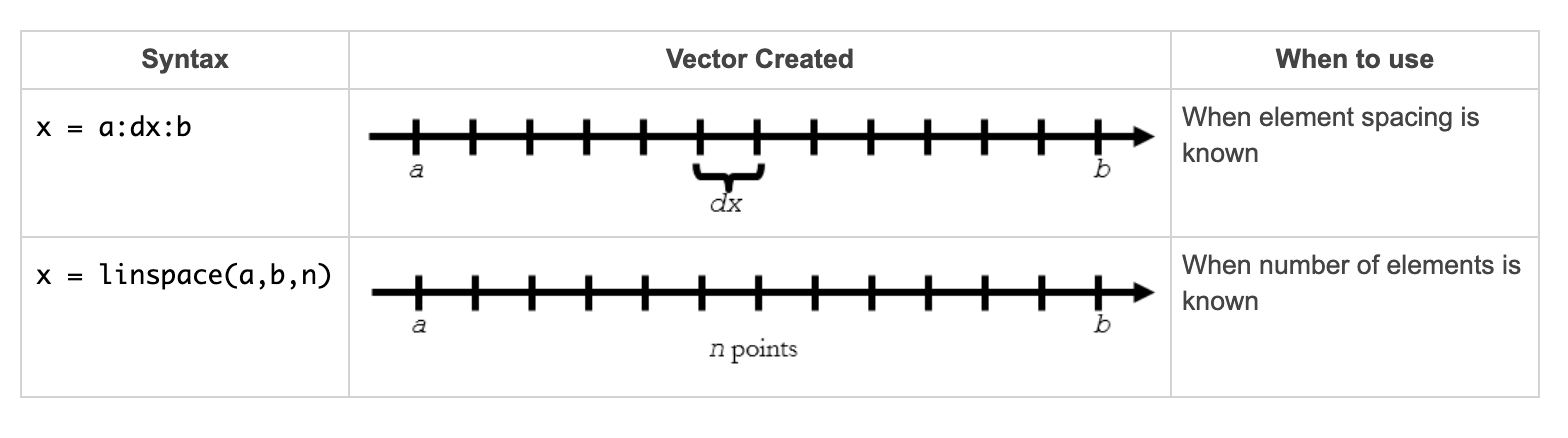 Syntax
Vector Created
When to use
x = a:dx:b
a
b
dx
When element spacing is
known
x = linspace(a,b,n)
a
b
n points
When number of elements is
known